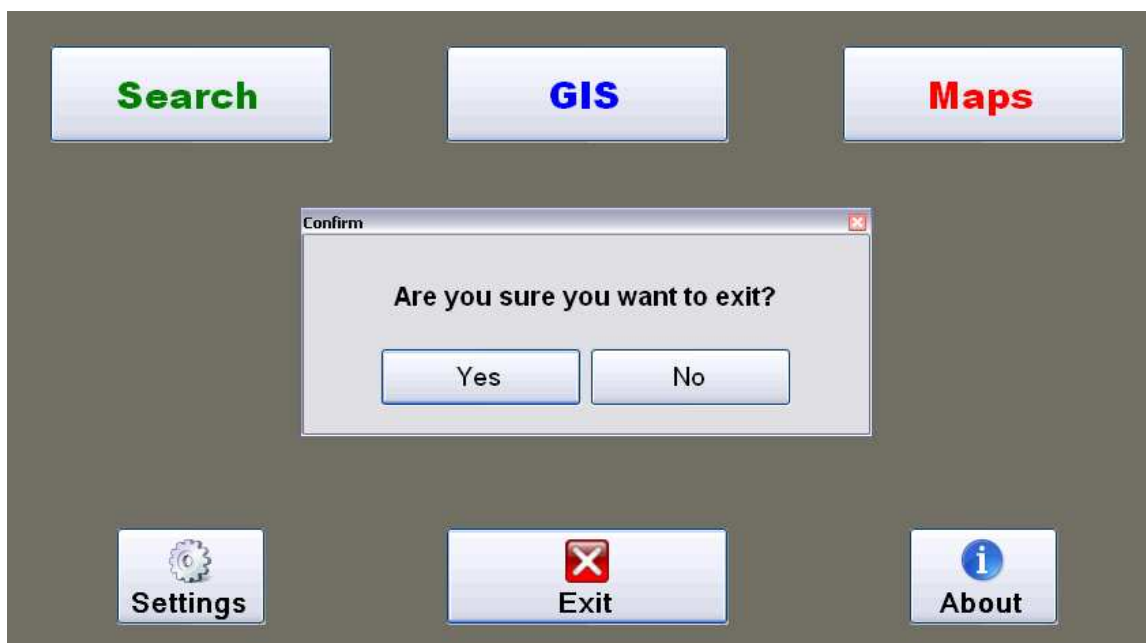 Search
GIS
Maps
Confirm
Are you sure you want to exit?
Yes
No
Settings
Exit
About